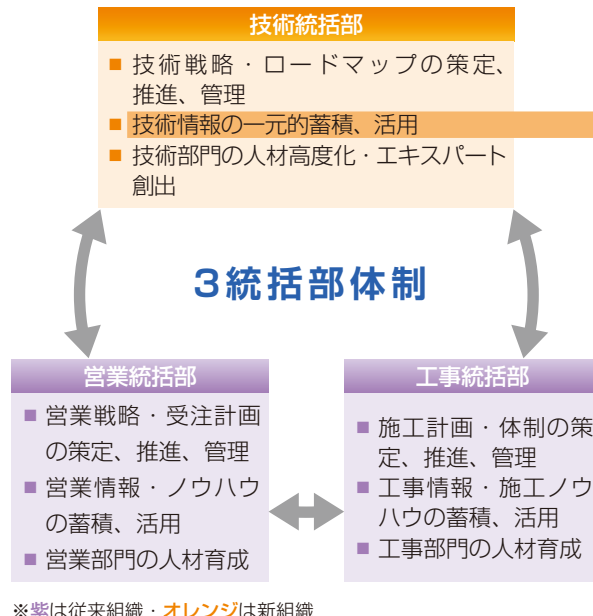 技術統括部
■ 技術戦略・ロードマップの策定、
推進、管理
■ 技術情報の一元的蓄積、活用
■ 技術部門の人材高度化・エキスパート
創出
3統括部体制
営業統括部
■ 営業戦略・受注計画
の策定、推進、管理
■ 営業情報・ノウハウ
の蓄積、活用
■ 営業部門の人材育成
工事統括部
■ 施工計画・体制の策
定、推進、管理
■ 工事情報・施工ノウ
ハウの蓄積、活用
■ 工事部門の人材育成
※紫は従来組織・オレンジは新組織